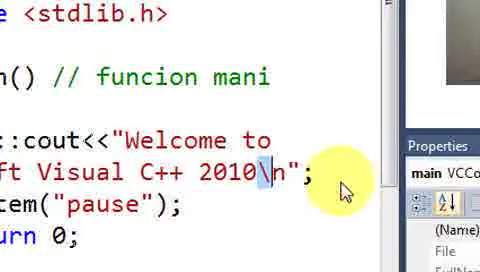 e <stdlib.h>
n() // funcion mani
::cout<<"Welcome to
ft Visual C++ 2010\n";
tem("pause");
urn 0;
Properties
main VCCo
(Name)
File